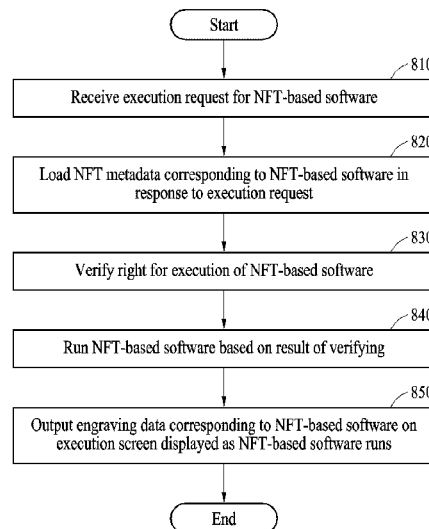 Start
810
Receive execution request for NFT-based software
820
Load NFT metadata corresponding to NFT-based software in
response to execution request
830
Verify right for execution of NFT-based software
840
Run NFT-based software based on result of verifying
850
Output engraving data corresponding to NFT-based software on
execution screen displayed as NFT-based software runs
End